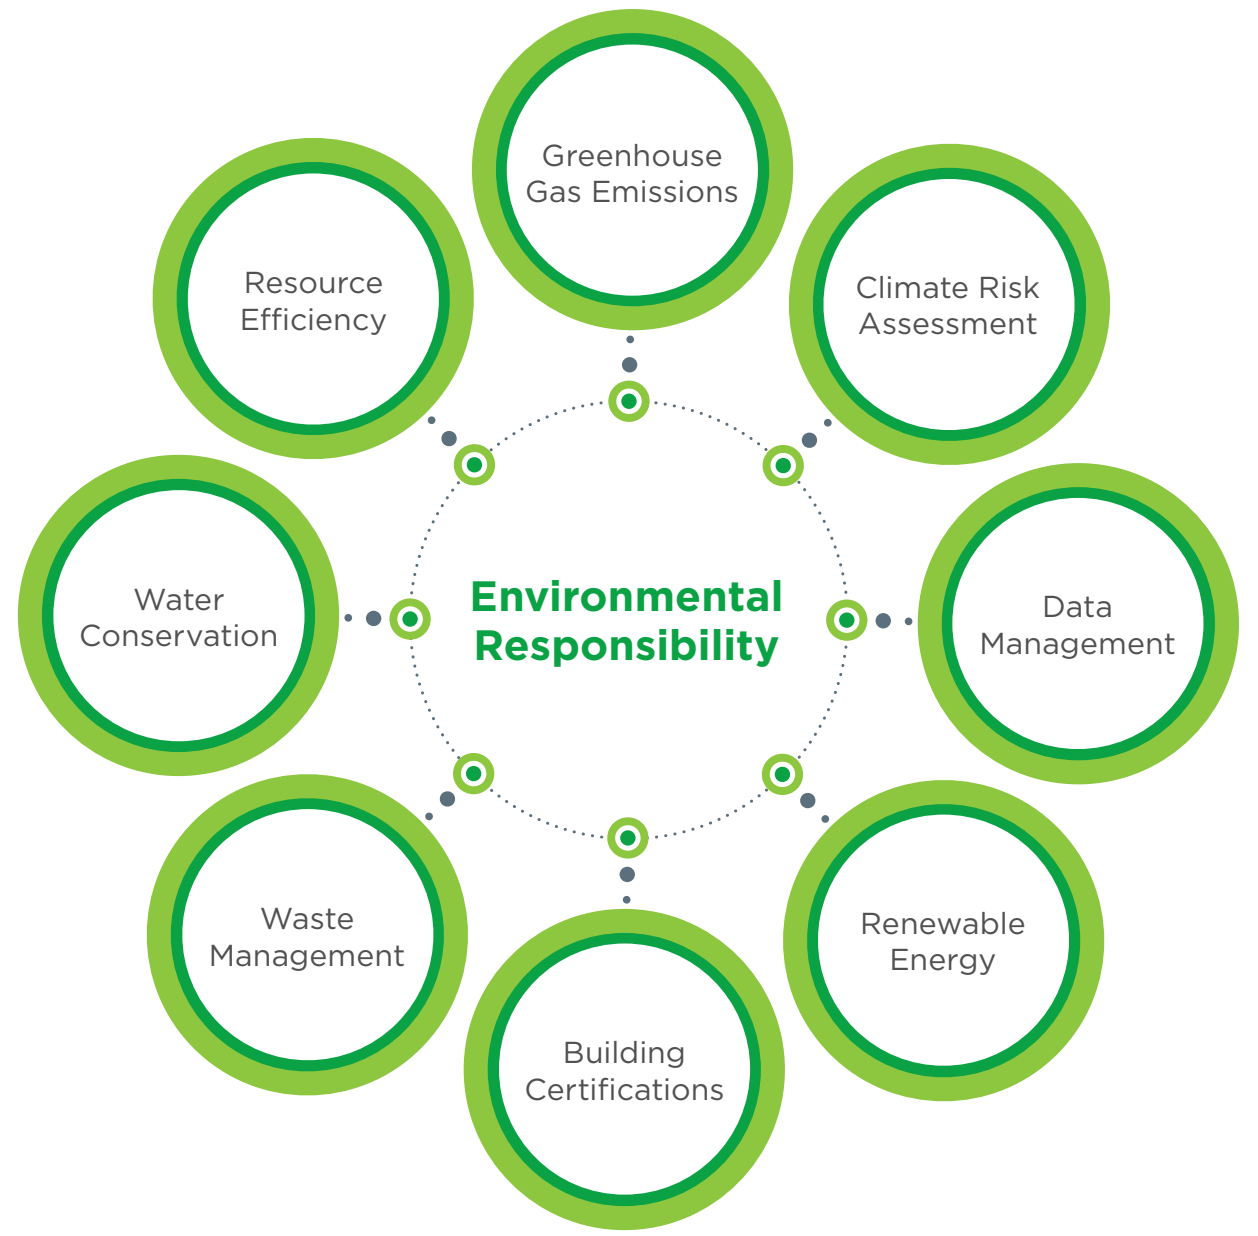 Greenhouse
Gas Emissions
Climate Risk
Assessment
Data
Management
Renewable
Energy
Building
Certifications
Waste
Management
Water
Conservation
Resource
Efficiency
Environmental
Responsibility